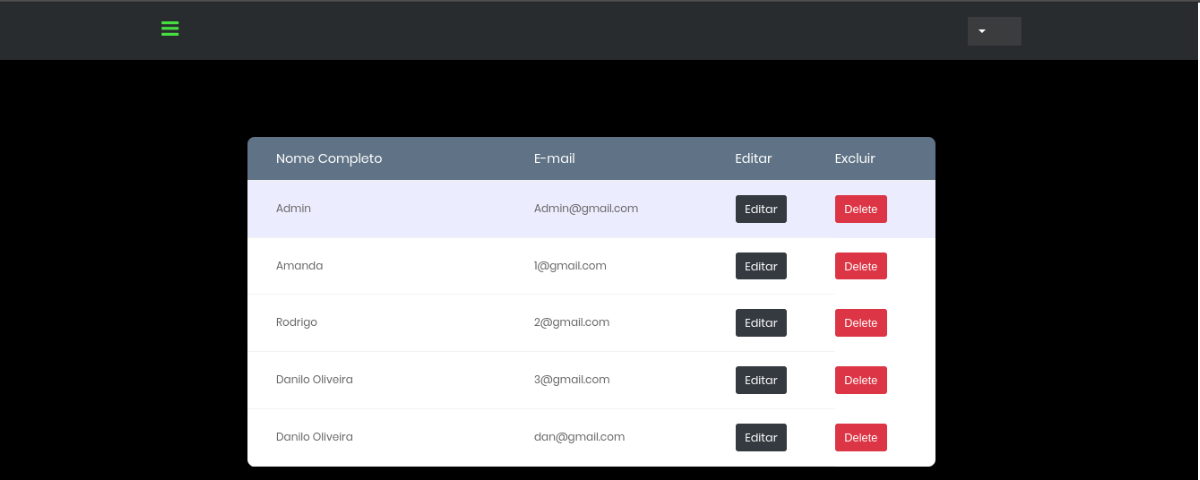 Nome Completo E-mail Editar Excluir
Admin Admin@gmail.com Editar Delete
Amanda 1@gmail.com Editar Delete
Rodrigo 2@gmail.com Editar Delete
Danilo Oliveira 3@gmail.com Editar Delete
Danilo Oliveira dan@gmail.com Editar Delete